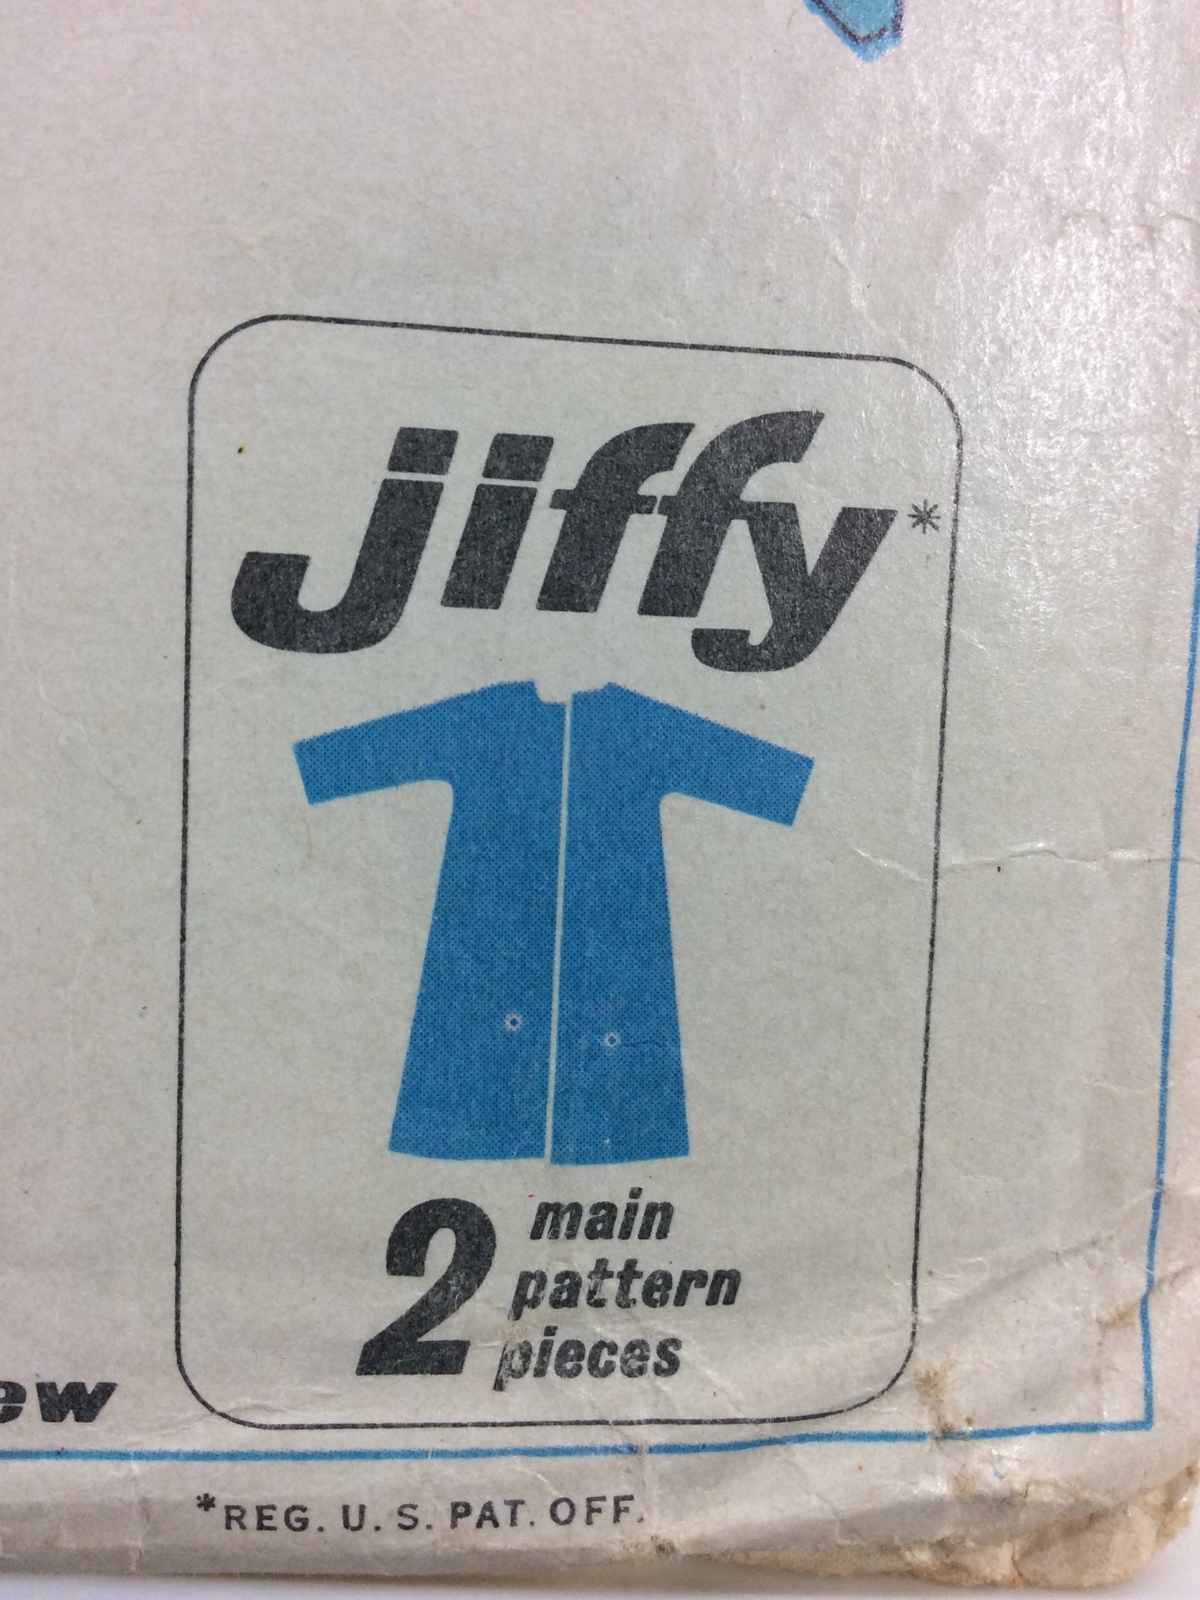 jiffy*
2 main
pattern
pieces
ew
*REG. U. S. PAT. OFF.